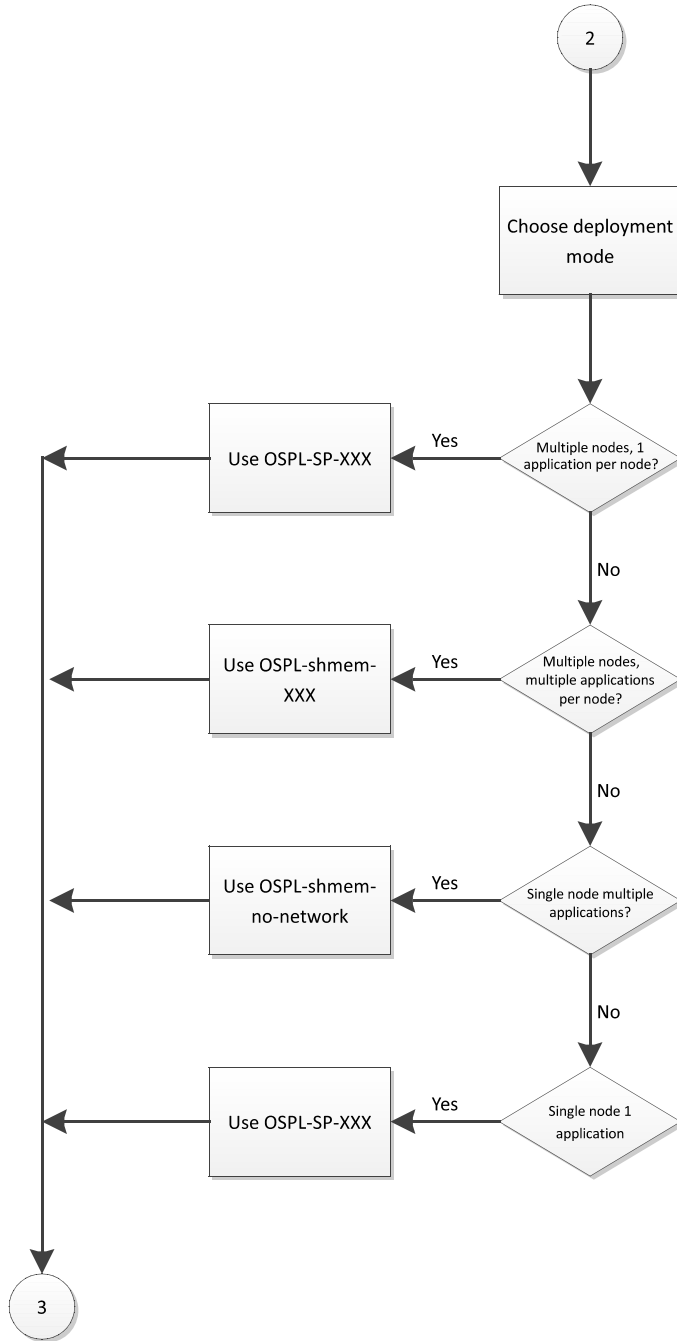 2
Choose deployment
mode
Multiple nodes, 1
application per node?
Yes
Use OSPL-SP-XXX
No
Multiple nodes,
multiple applications
per node?
Yes
Use OSPL-shmem-
XXX
No
Single node multiple
applications?
Yes
Use OSPL-shmem-
no-network
No
Single node 1
application
Yes
Use OSPL-SP-XXX
3